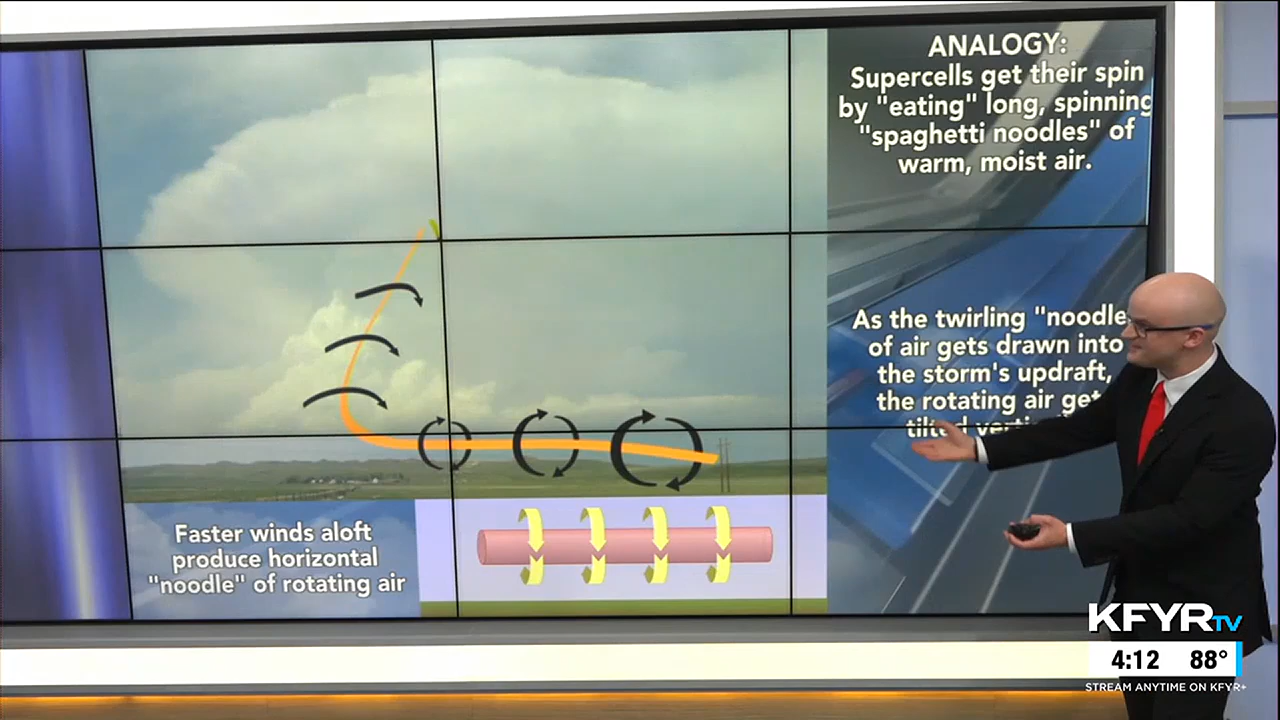 ANALOGY:
Supercells get their spin
by "eating" long, spinning
"spaghetti noodles" of
warm, moist air.
As the twirling "noodle
of air gets drawn into
the storm's updraft,
the rotating air get
tilted
Faster winds aloft
produce horizontal
"noodle" of rotating air
KFYRTV
4:12 88°
STREAM ANYTIME ON KFYR+